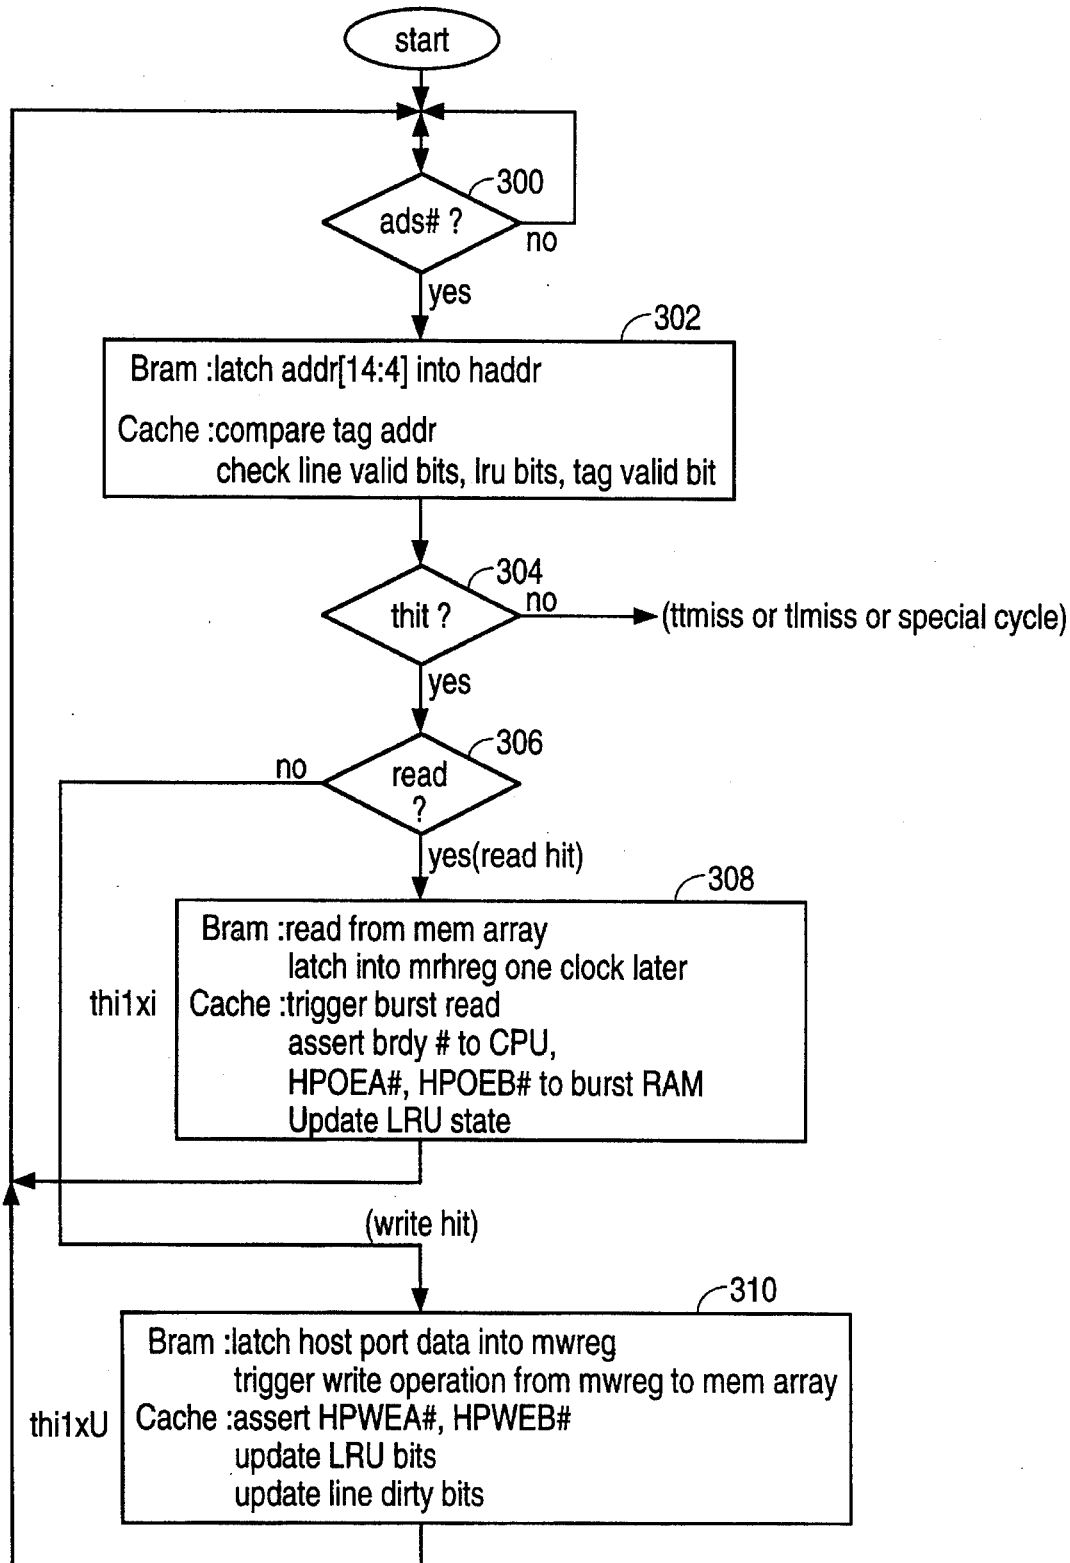 start
300
ads# ?
no
yes
302
Bram :latch addr[14:4] into haddr
Cache :compare tag addr
check line valid bits, lru bits, tag valid bit
304
thit ?
no
(ttmiss or tlmiss or special cycle)
yes
306
no
read
?
yes(read hit)
308
Bram :read from mem array
latch into mrhreg one clock later
thi1xi
Cache :trigger burst read
assert brdy # to CPU,
HPOEA#, HPOEB# to burst RAM
Update LRU state
(write hit)
310
Bram :latch host port data into mwreg
trigger write operation from mwreg to mem array
thi1xU
Cache :assert HPWEA#, HPWEB#
update LRU bits
update line dirty bits